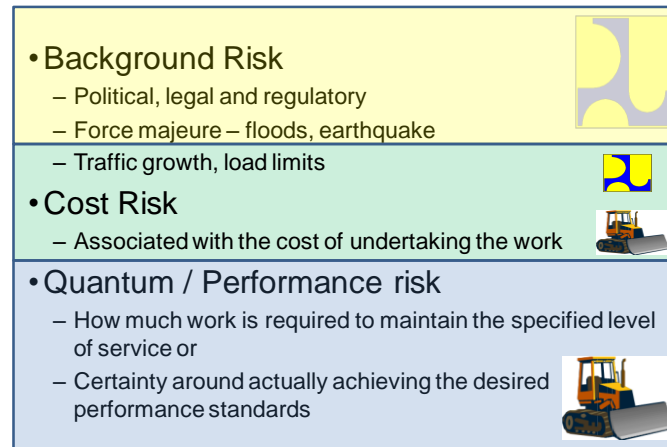 •Background Risk
– Political, legal and regulatory
– Force majeure – floods, earthquake
– Traffic growth, load limits
•Cost Risk
– Associated with the cost of undertaking the work
•Quantum / Performance risk
– How much work is required to maintain the specified level
of service or
– Certainty around actually achieving the desired
performance standards